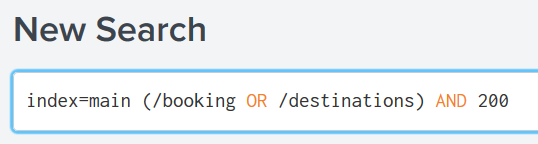 New Search
index=main (/booking OR /destinations) AND 200